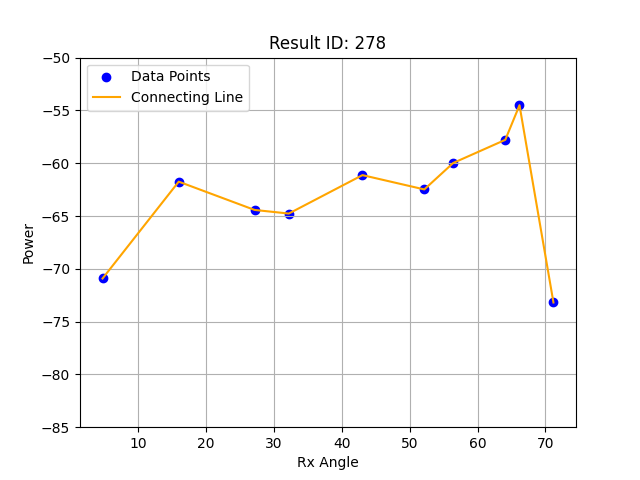 Result ID: 278
Data Points
Connecting Line
−50
−55
−60
−65
−70
−75
−80
−85
Power
10 20 30 40 50 60 70
Rx Angle